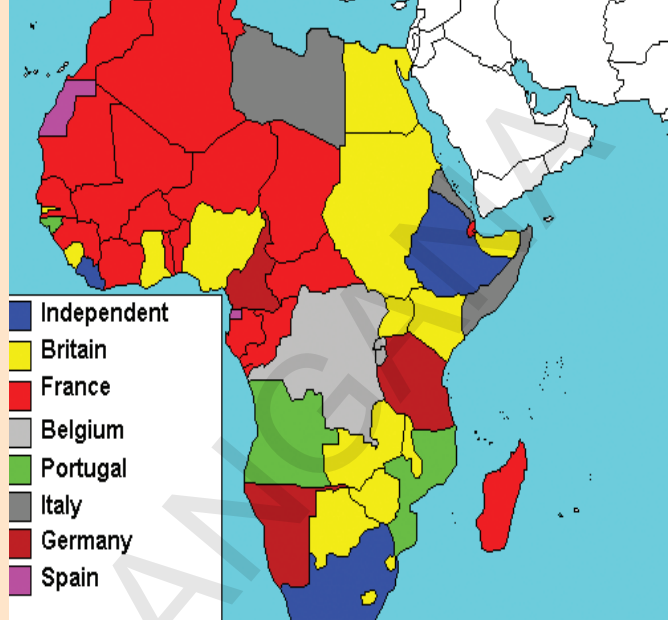 Independent
Britain
France
Belgium
Portugal
Italy
Germany
Spain